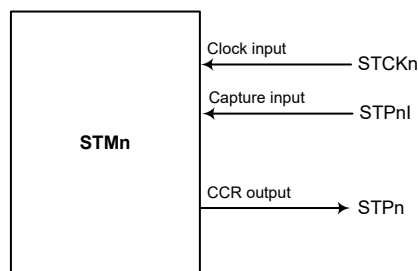 Clock input
STCKn
Capture input
STPnI
STMn
CCR output
STPn